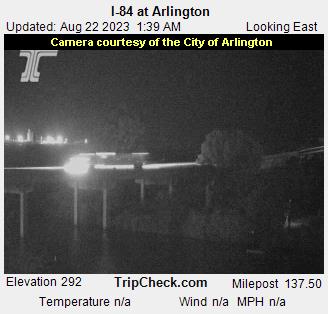 I-84 at Arlington
Updated: Aug 22 2023 1:39 AM Looking East
Camera courtesy of the City of Arlington
Elevation 292 TripCheck.com Milepost 137.50
Temperature n/a Wind n/a MPH n/a